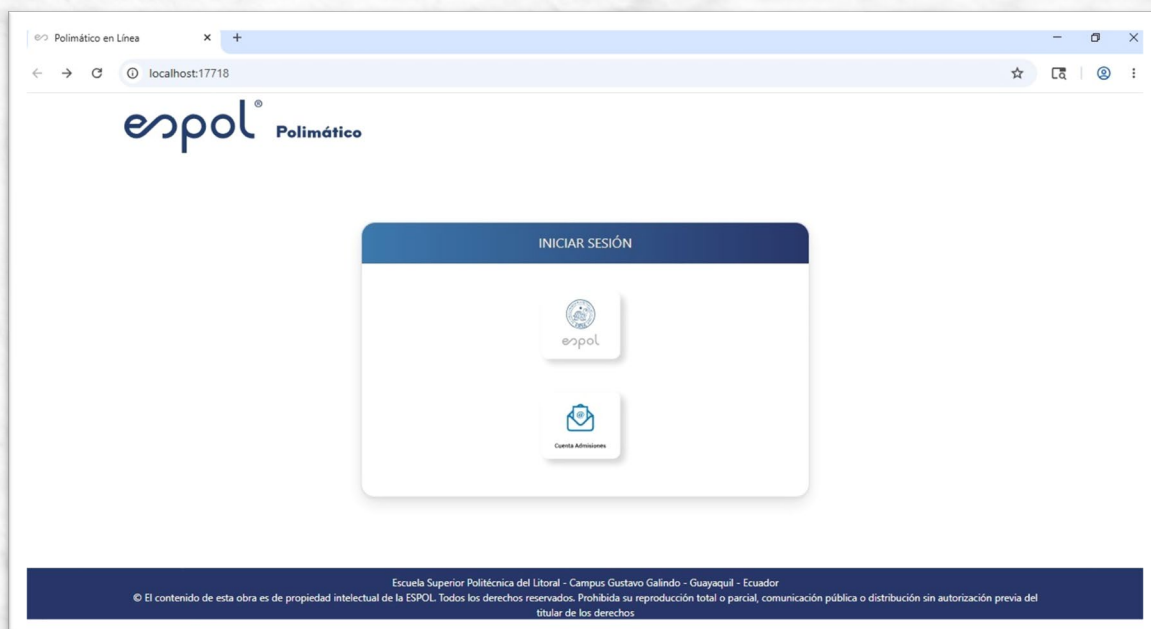 Polimático en Línea
localhost:17718
espol® Polimático
INICIAR SESIÓN
espol
Cuenta Admisiones
Escuela Superior Politécnica del Litoral - Campus Gustavo Galindo - Guayaquil - Ecuador
© El contenido de esta obra es de propiedad intelectual de la ESPOL. Todos los derechos reservados. Prohibida su reproducción total o parcial, comunicación pública o distribución sin autorización previa del
titular de los derechos